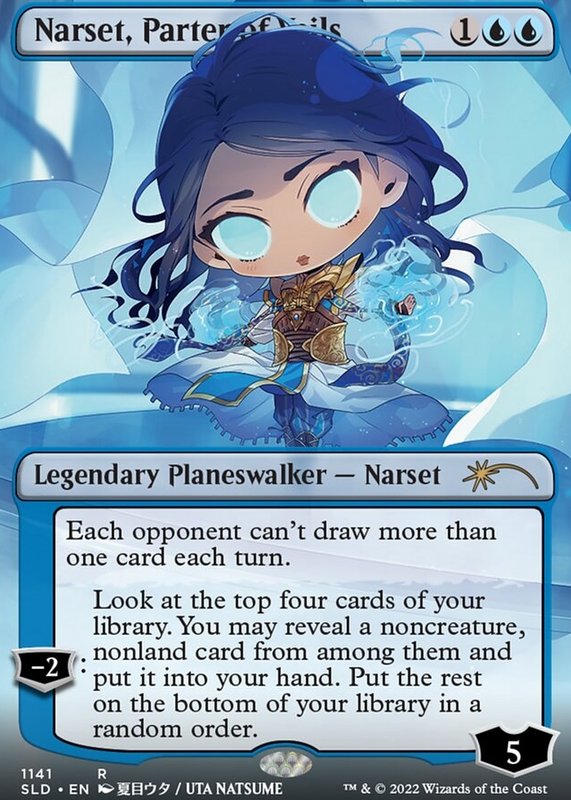 Narset, Parter of Veils 1
Legendary Planeswalker — Narset
Each opponent can't draw more than
one card each turn.
Look at the top four cards of your
library. You may reveal a noncreature,
nonland card from among them and
−2: put it into your hand. Put the rest
on the bottom of your library in a
random order.
5
1141 R
SLD • EN 夏目ウタ / UTA NATSUME ™ & © 2022 Wizards of the Coast